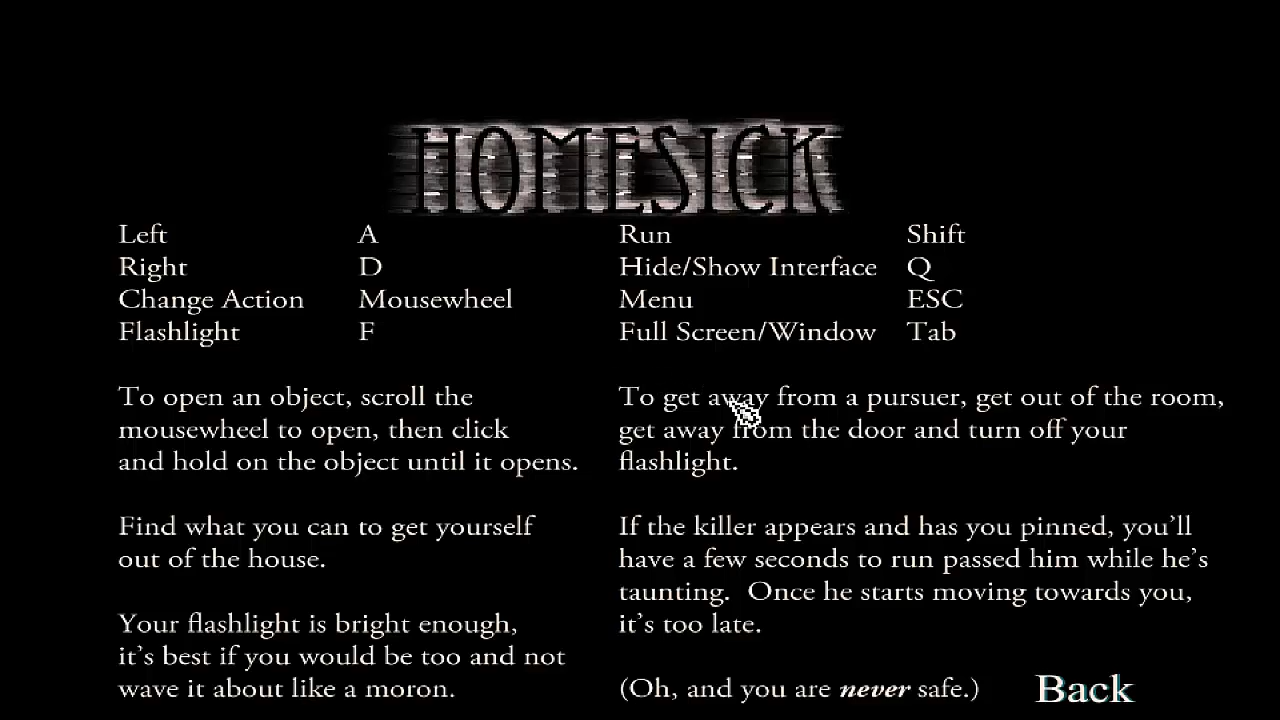 HOMESICK
Left A Run Shift
Right D Hide/Show Interface Q
Change Action Mousewheel Menu ESC
Flashlight F Full Screen/Window Tab
To open an object, scroll the
mousewheel to open, then click
and hold on the object until it opens.
Find what you can to get yourself
out of the house.
Your flashlight is bright enough,
it's best if you would be too and not
wave it about like a moron.
To get away from a pursuer, get out of the room,
get away from the door and turn off your
flashlight.
If the killer appears and has you pinned, you'll
have a few seconds to run passed him while he's
taunting. Once he starts moving towards you,
it's too late.
(Oh, and you are never safe.)
Back